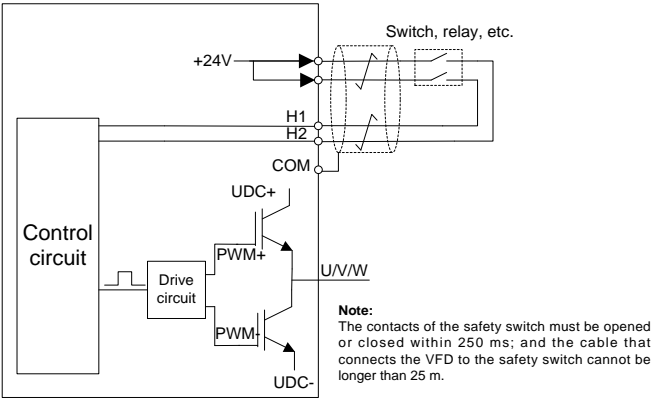 Switch, relay, etc.
+24V
H1
H2
COM
UDC+
Control
circuit
PWM+
Drive
circuit
U/V/W
PWM-
UDC-
Note:
The contacts of the safety switch must be opened
or closed within 250 ms; and the cable that
connects the VFD to the safety switch cannot be
longer than 25 m.